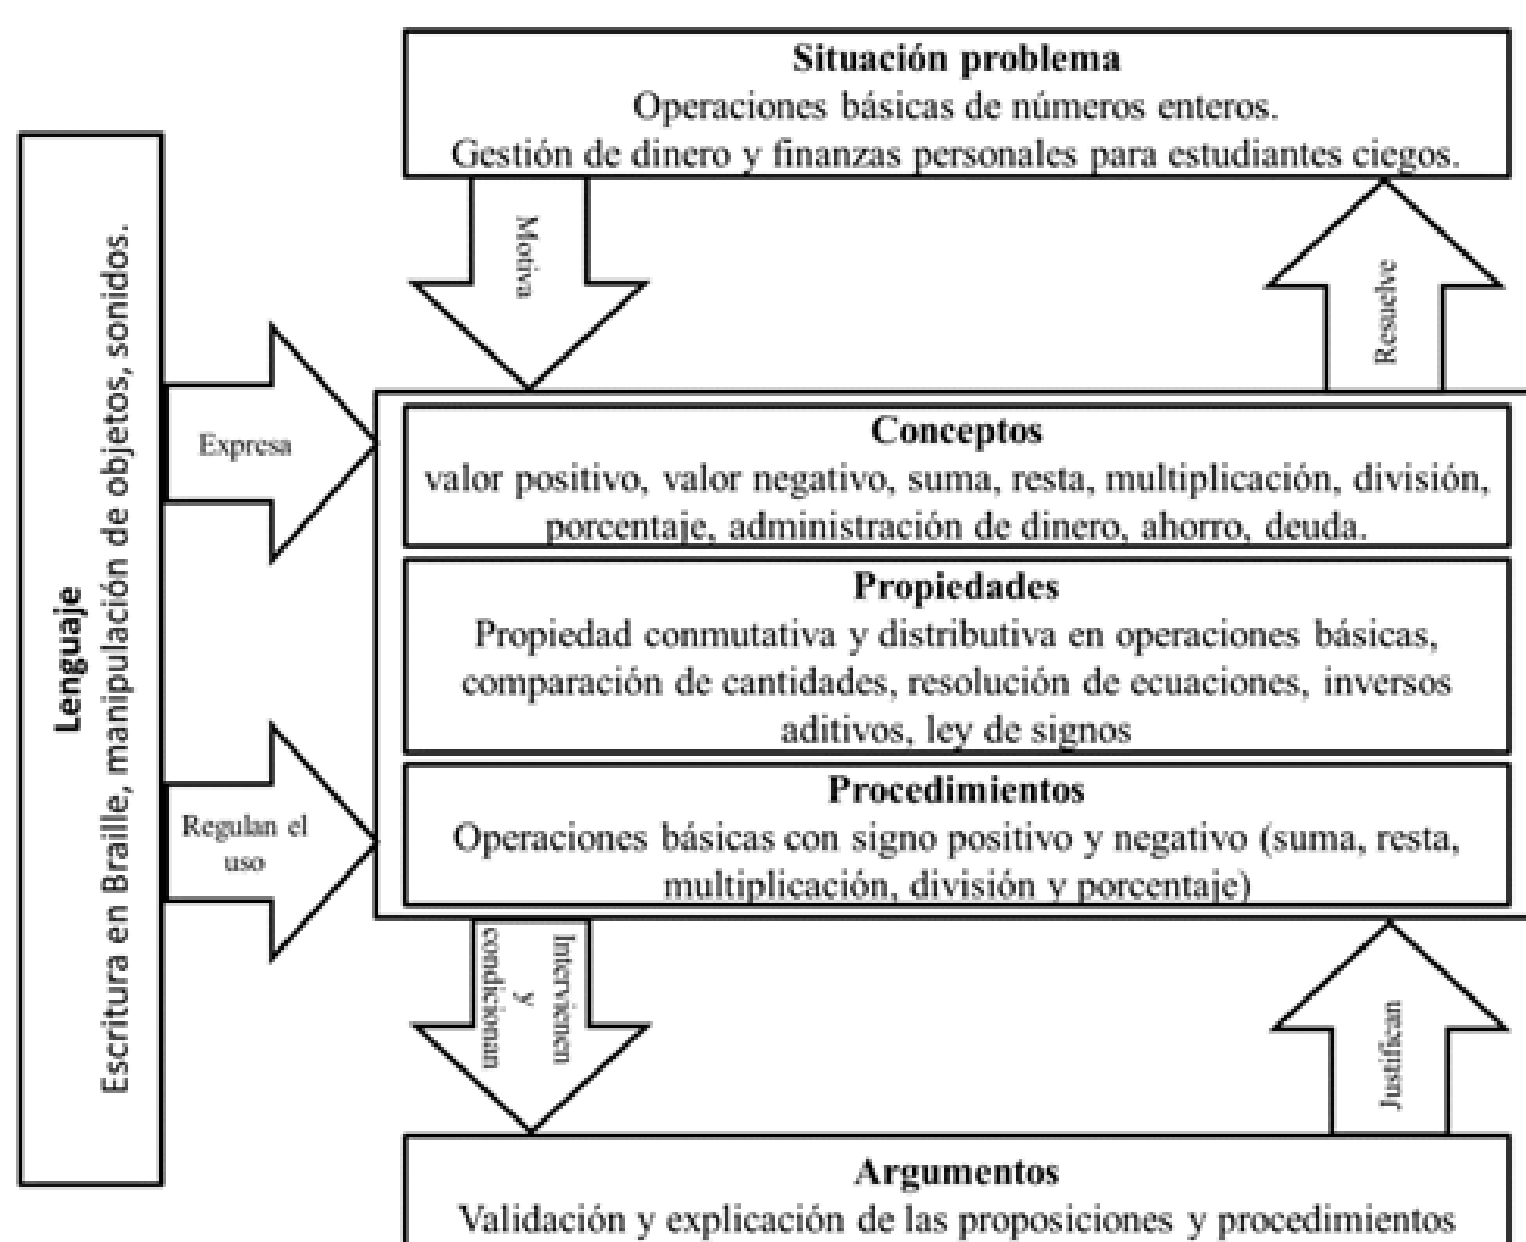 Situación problema
Operaciones básicas de números enteros.
Gestión de dinero y finanzas personales para estudiantes ciegos.
Lenguaje
Escritura en Braille, manipulación de objetos, sonidos.
Motiva
Resuelve
Expresa
Conceptos
valor positivo, valor negativo, suma, resta, multiplicación, división,
porcentaje, administración de dinero, ahorro, deuda.
Propiedades
Propiedad conmutativa y distributiva en operaciones básicas,
comparación de cantidades, resolución de ecuaciones, inversos
aditivos, ley de signos
Regulan el
uso
Procedimientos
Operaciones básicas con signo positivo y negativo (suma, resta,
multiplicación, división y porcentaje)
Intervienen
y
condicionan
Justifican
Argumentos
Validación y explicación de las proposiciones y procedimientos